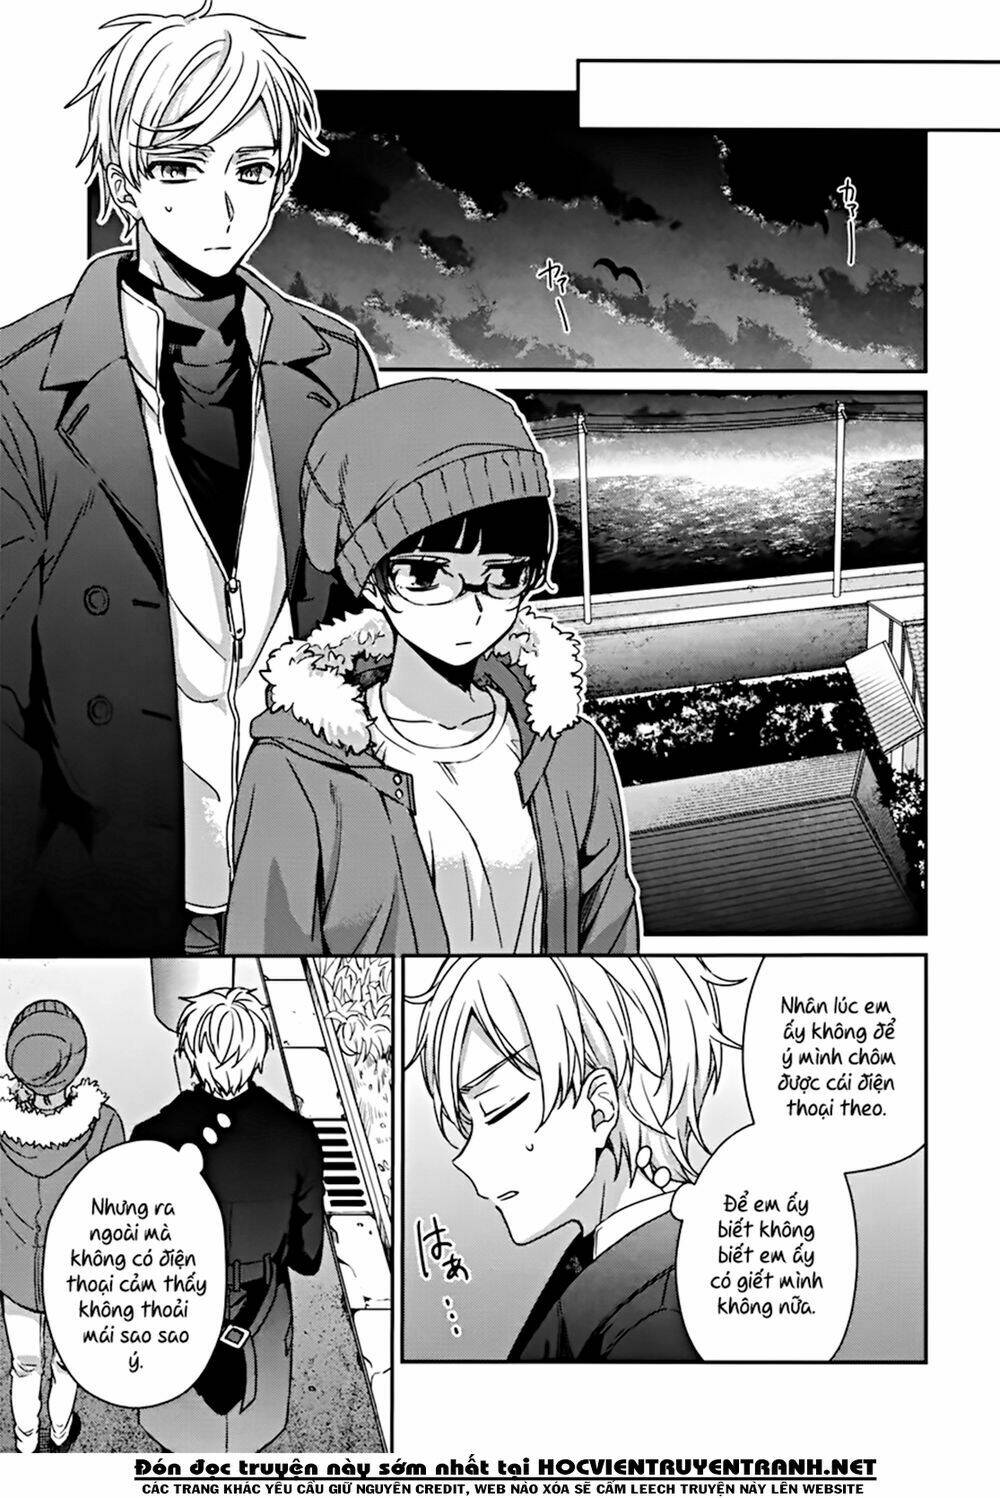 カァー
カァー
Nhân lúc em
ấy không để
ý mình chôm
được cái điện
thoại theo.
Để em ấy
biết không
biết em ấy
có giết mình
không nữa.
はぁ…
Nhưng ra
ngoài mà
không có điện
thoại cảm thấy
không thoải
mái sao sao
ý.
Đón đọc truyện này sớm nhất tại HOCVIENTRUYENTRANH.NET
CÁC TRANG KHÁC YÊU CẦU GIỮ NGUYÊN CREDIT, WEB NÀO XÓA SẼ CẤM LEECH TRUYỆN NÀY LÊN WEBSITE